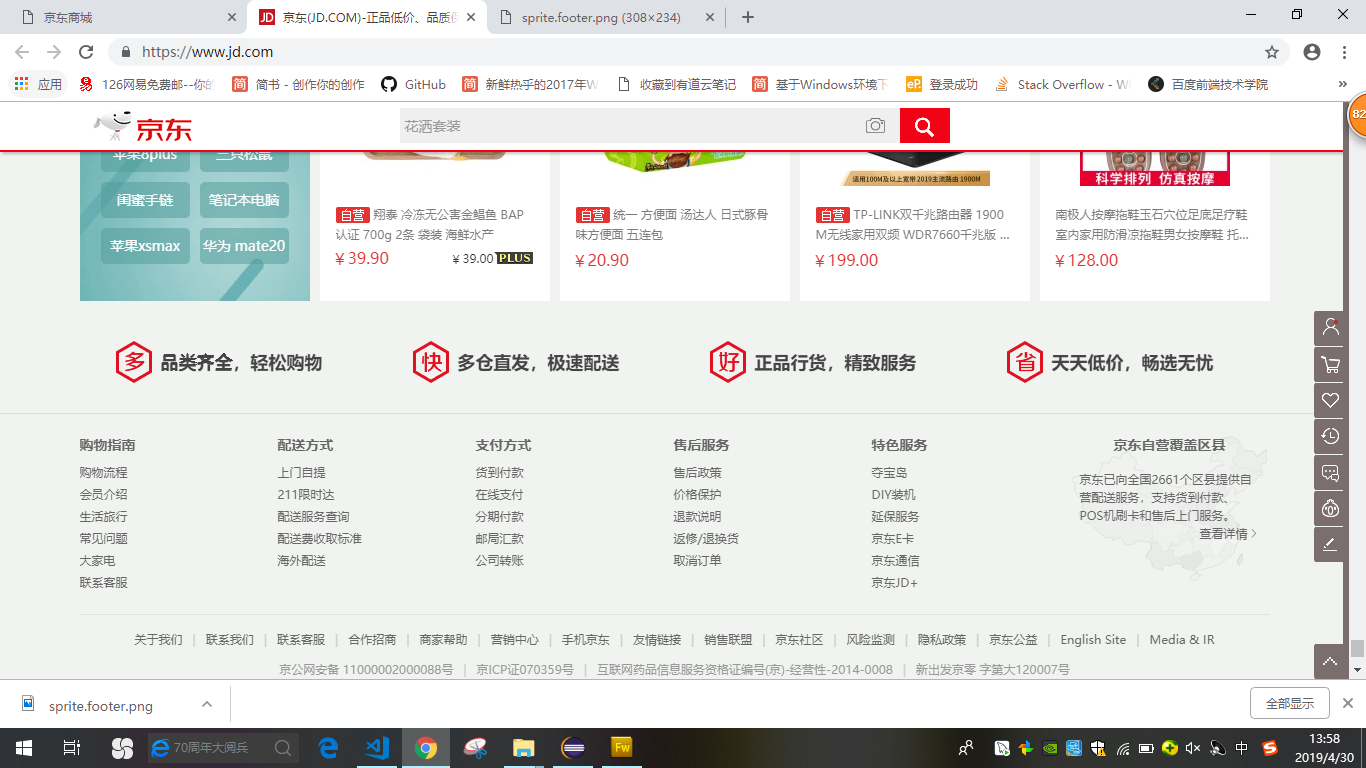 京东商城
京东(JD.COM)-正品低价、品质保
sprite.footer.png (308×234)
https://www.jd.com
应用
126网易免费邮--你的
简书 - 创作你的创作
GitHub
新鲜热乎的2017年W
收藏到有道云笔记
基于Windows环境下
登录成功
Stack Overflow - W
百度前端技术学院
»
82
京东
花洒套装
苹果8plus
三只松鼠
闺蜜手链
笔记本电脑
苹果xsmax
华为 mate20
自营 翔泰 冷冻无公害金鲳鱼 BAP
认证 700g 2条 袋装 海鲜水产
¥ 39.90
¥ 39.00 PLUS
自营 统一 方便面 汤达人 日式豚骨
味方便面 五连包
¥ 20.90
适用100M及以上宽带 2019主流路由 1900M
自营 TP-LINK双千兆路由器 1900
M无线家用双频 WDR7660千兆版 ...
¥ 199.00
科学排列 仿真按摩
南极人按摩拖鞋玉石穴位足底足疗鞋
室内家用防滑凉拖鞋男女按摩鞋 托...
¥ 128.00
多 品类齐全，轻松购物
快 多仓直发，极速配送
好 正品行货，精致服务
省 天天低价，畅选无忧
购物指南
购物流程
会员介绍
生活旅行
常见问题
大家电
联系客服
配送方式
上门自提
211限时达
配送服务查询
配送费收取标准
海外配送
支付方式
货到付款
在线支付
分期付款
邮局汇款
公司转账
售后服务
售后政策
价格保护
退款说明
返修/退换货
取消订单
特色服务
夺宝岛
DIY装机
延保服务
京东E卡
京东通信
京东JD+
京东自营覆盖区县
京东已向全国2661个区县提供自
营配送服务，支持货到付款、
POS机刷卡和售后上门服务。
查看详情 >
关于我们 | 联系我们 | 联系客服 | 合作招商 | 商家帮助 | 营销中心 | 手机京东 | 友情链接 | 销售联盟 | 京东社区 | 风险监测 | 隐私政策 | 京东公益 | English Site | Media & IR
京公网安备 11000002000088号 | 京ICP证070359号 | 互联网药品信息服务资格证编号(京)-经营性-2014-0008 | 新出发京零 字第大120007号
sprite.footer.png
全部显示
70周年大阅兵
Fw
中
13:58
2019/4/30